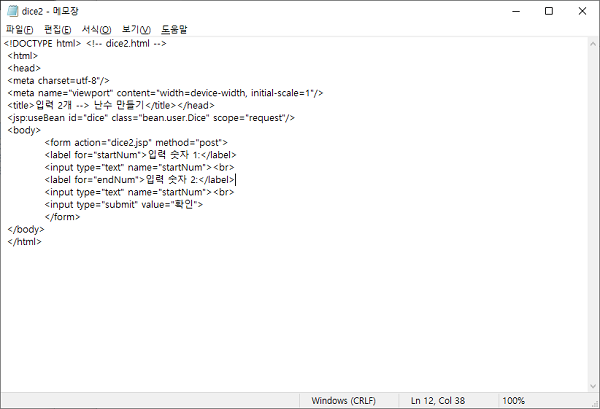 dice2 - 메모장
파일(F) 편집(E) 서식(O) 보기(V) 도움말
<!DOCTYPE html> <!-- dice2.html -->
<html>
<head>
<meta charset=utf-8"/>
<meta name="viewport" content="width=device-width, initial-scale=1"/>
<title>입력 2개 --> 난수 만들기</title></head>
<jsp:useBean id="dice" class="bean.user.Dice" scope="request"/>
<body>
<form action="dice2.jsp" method="post">
<label for="startNum">입력 숫자 1:</label>
<input type="text" name="startNum"><br>
<label for="endNum">입력 숫자 2:</label>
<input type="text" name="startNum"><br>
<input type="submit" value="확인">
</form>
</body>
</html>
Windows (CRLF) Ln 12, Col 38 100%